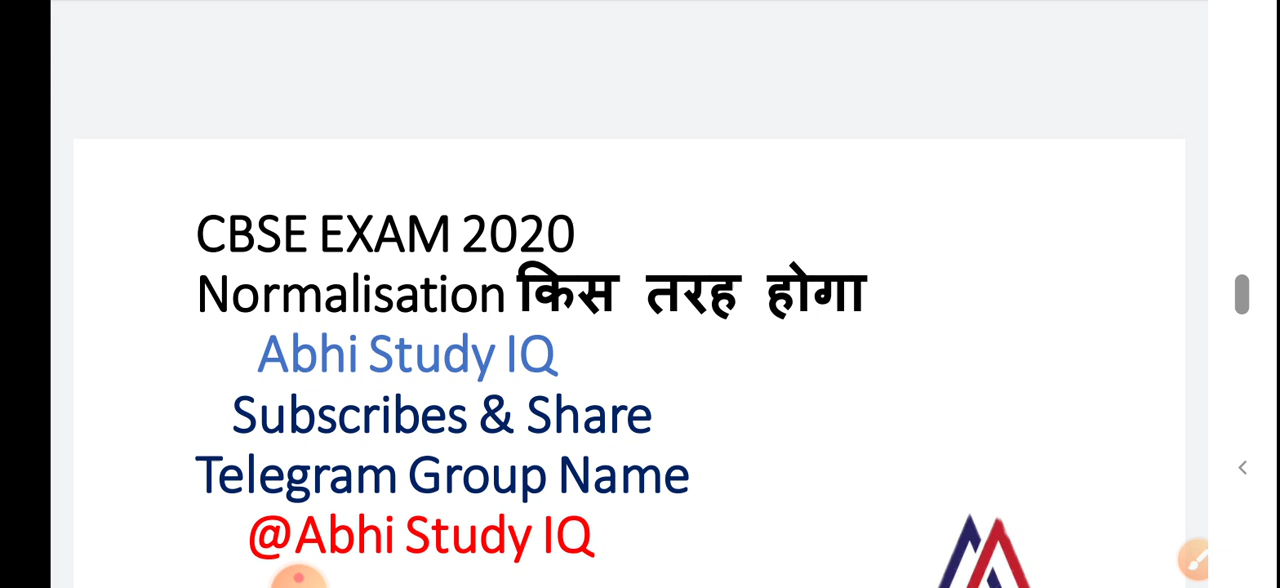 CBSE EXAM 2020
Normalisation किस तरह होगा
Abhi Study IQ
Subscribes & Share
Telegram Group Name
@Abhi Study IQ